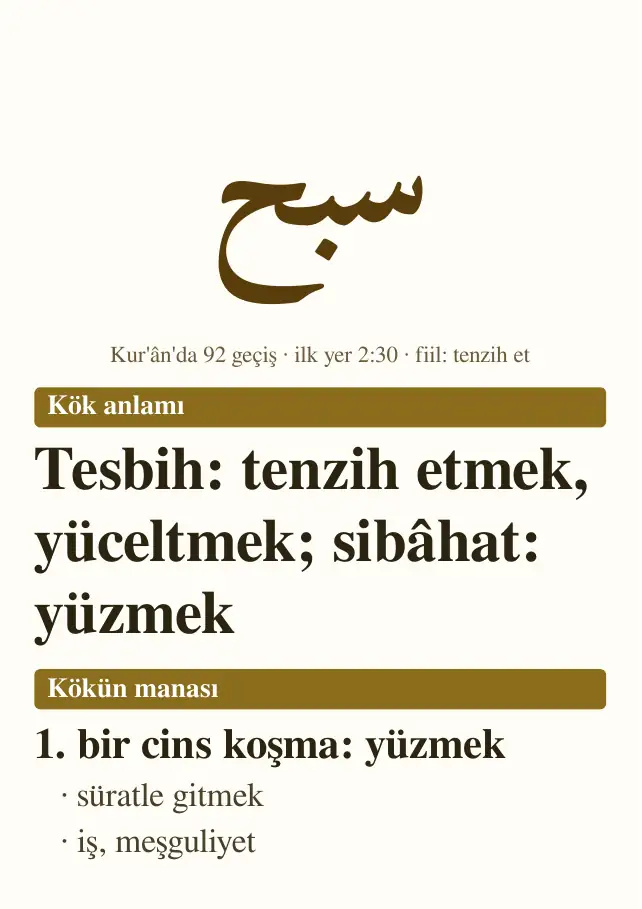 سبح
Kur'ân'da 92 geçiş · ilk yer 2:30 · fiil: tenzih et
Kök anlamı
Tesbih: tenzih etmek,
yüceltmek; sibâhat:
yüzmek
Kökün manası
1. bir cins koşma: yüzmek
· süratle gitmek
· iş, meşguliyet